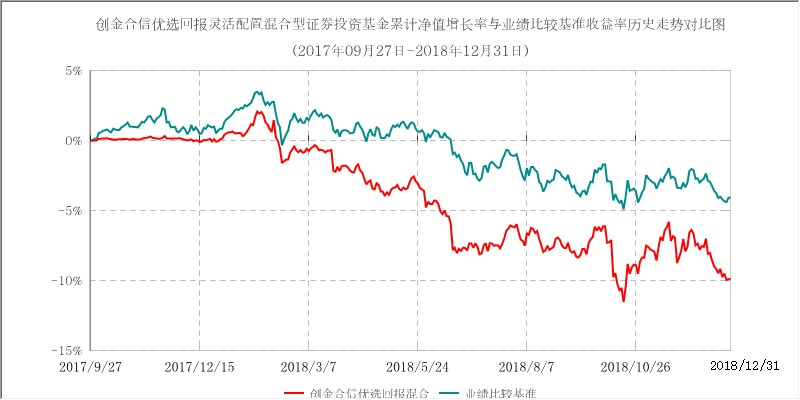 创金合信优选回报灵活配置混合型证券投资基金累计净值增长率与业绩比较基准收益率历史走势对比图
(2017年09月27日-2018年12月31日)
5%
0%
-5%
-10%
-15%
2017/9/27 2017/12/15 2018/3/7 2018/5/24 2018/8/7 2018/10/26 2018/12/31
创金合信优选回报混合 业绩比较基准